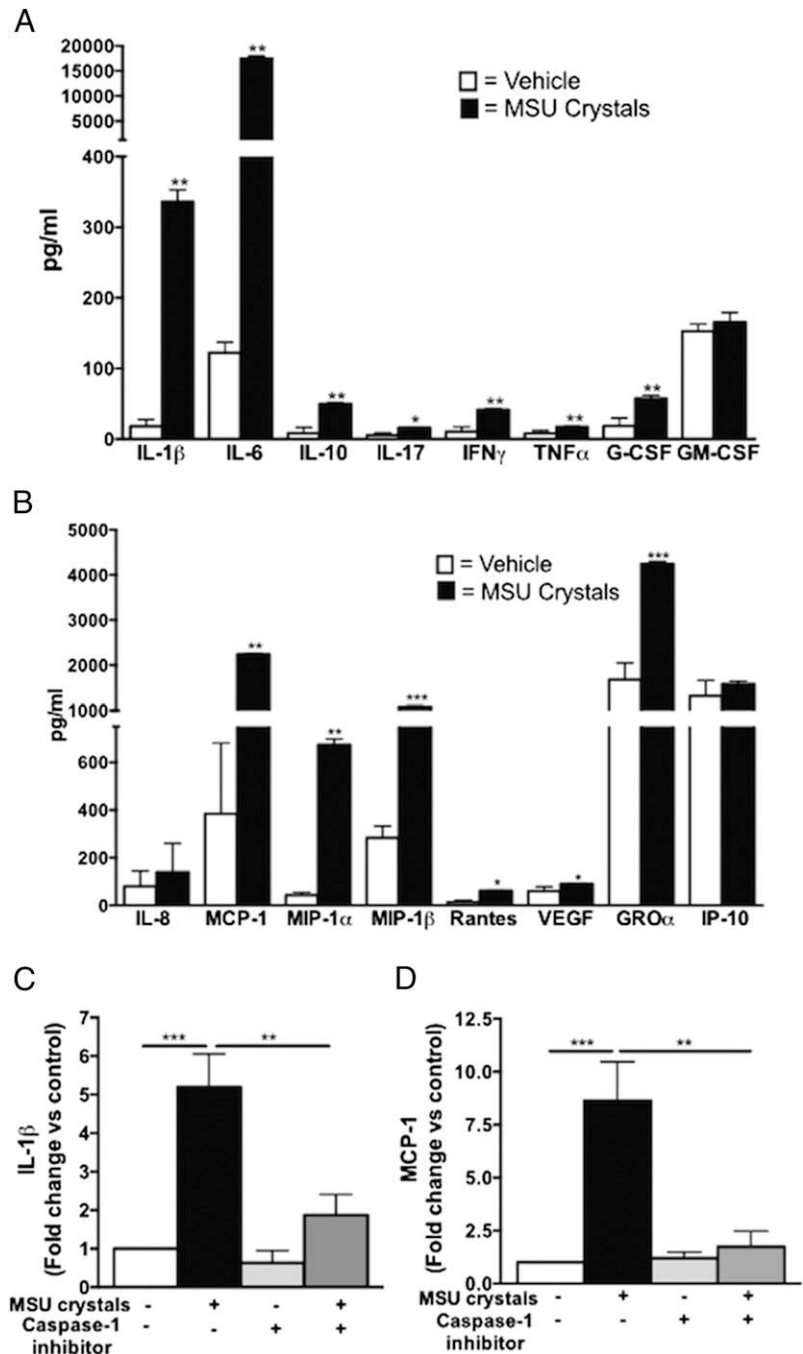 A
20000
15000
10000
5000
400
300
200
100
0
pg/ml
** ** ** * ** ** **
= Vehicle
= MSU Crystals
IL-1β IL-6 IL-10 IL-17 IFNγ TNFα G-CSF GM-CSF
B
5000
4000
3000
2000
1000
600
400
200
0
pg/ml
** ** *** * * ***
= Vehicle
= MSU Crystals
IL-8 MCP-1 MIP-1α MIP-1β Rantes VEGF GROα IP-10
C
7
6
5
4
3
2
1
0
IL-1β
(Fold change vs control)
*** **
MSU crystals - + - +
Caspase-1 - - + +
inhibitor
D
12.5
10.0
7.5
5.0
2.5
0.0
MCP-1
(Fold change vs control)
*** **
MSU crystals - + - +
Caspase-1 - - + +
inhibitor